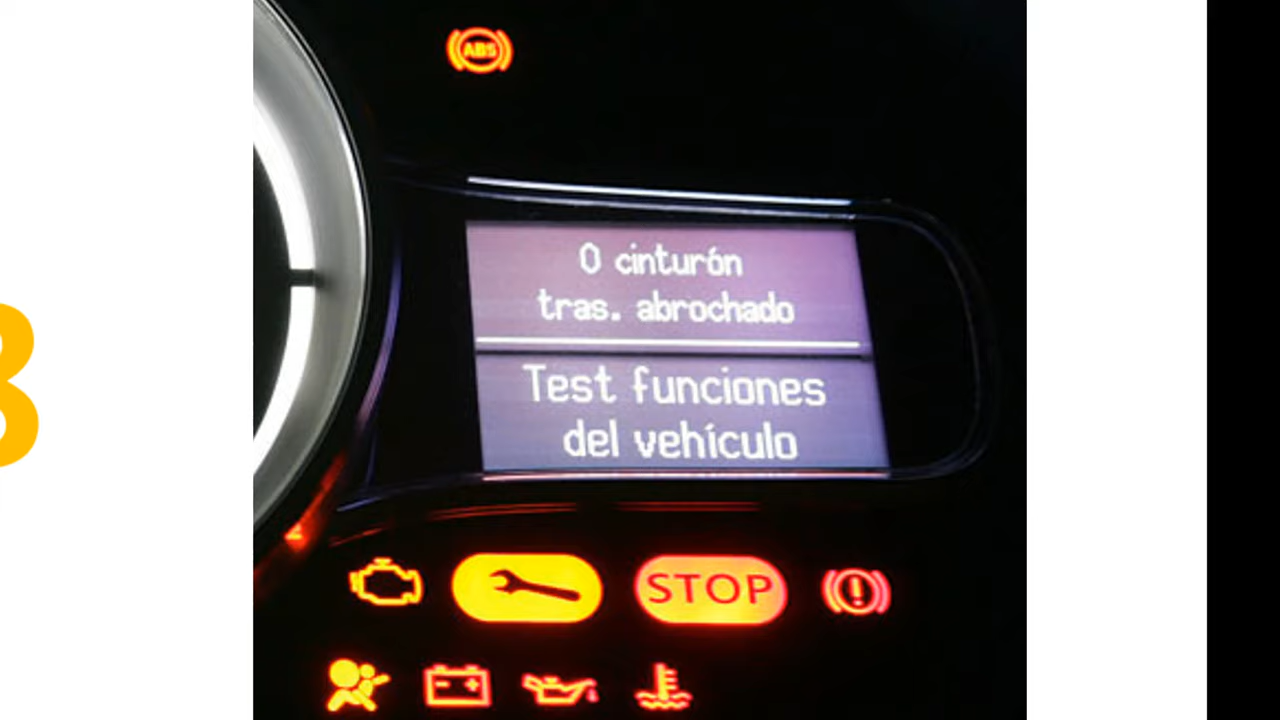 ABS
0 cinturón
tras. abrochado
Test funciones
del vehículo
STOP